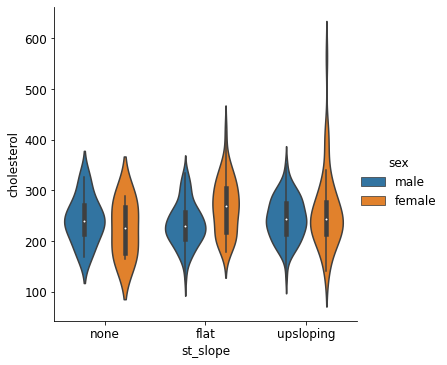 cholesterol
600
500
400
300
200
100
none
flat
upsloping
st_slope
sex
male
female